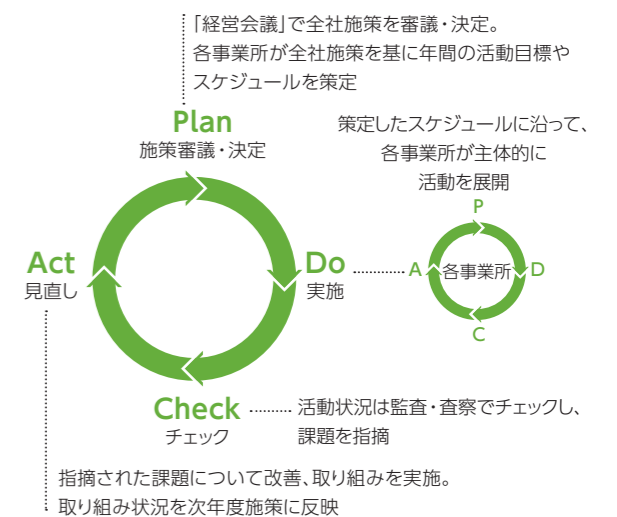 「経営会議」で全社施策を審議・決定。
各事業所が全社施策を基に年間の活動目標や
スケジュールを策定
Plan
施策審議・決定
策定したスケジュールに沿って、
各事業所が主体的に
活動を展開
P
Act
見直し
Do
実施
A
各事業所
D
C
Check
チェック
活動状況は監査・査察でチェックし、
課題を指摘
指摘された課題について改善、取り組みを実施。
取り組み状況を次年度施策に反映